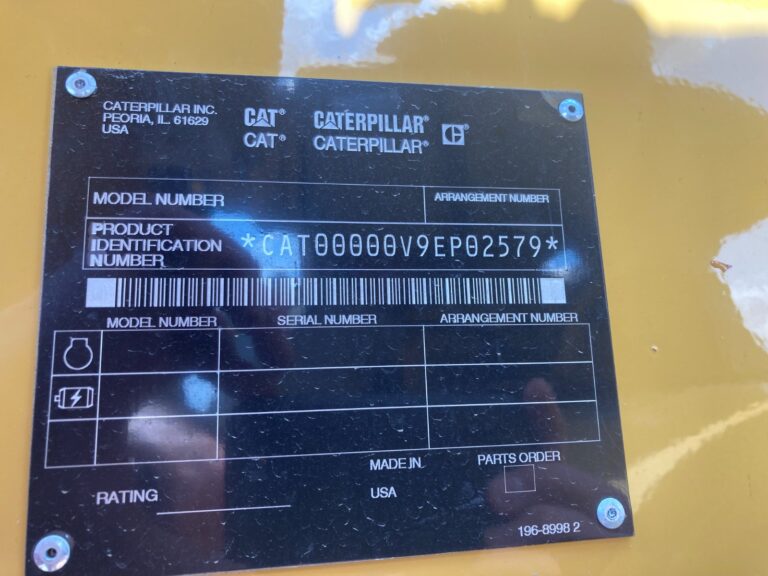 CATERPILLAR INC.
PEORIA, IL. 61629
USA
CAT® CATERPILLAR® C
CAT® CATERPILLAR®
MODEL NUMBER ARRANGEMENT NUMBER
PRODUCT
IDENTIFICATION
NUMBER
*CAT00000V9EP02579*
MODEL NUMBER SERIAL NUMBER ARRANGEMENT NUMBER
RATING
MADE IN
USA
PARTS ORDER
196-8998 2